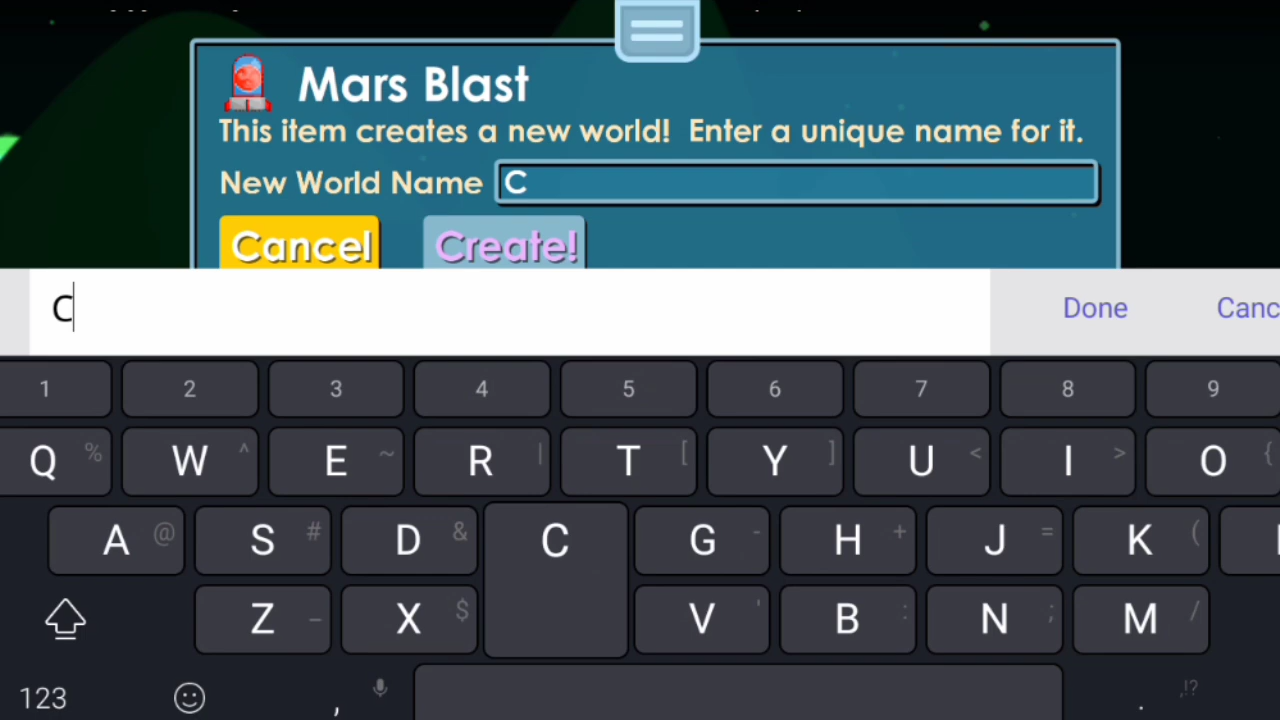 Mars Blast
This item creates a new world! Enter a unique name for it.
New World Name C
Cancel Create!
C Done Canc
1 2 3 4 5 6 7 8 9
Q % W ^ E ~ R | T [ Y ] U < I > O {
A @ S # D & C G - H + J = K (
Z _ X $ V ' B : N ; M /
123 , . ,!?